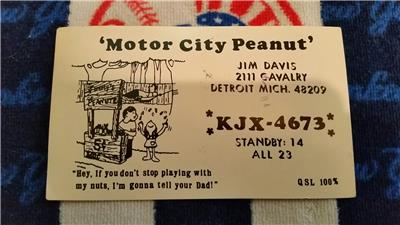 'Motor City Peanut'
JIM DAVIS
2111 CAVALRY
DETROIT MICH. 48209
*KJX-4673*
STANDBY: 14
ALL 23
"Hey, If you don't stop playing with
my nuts, I'm gonna tell your Dad!"
QSL 100%